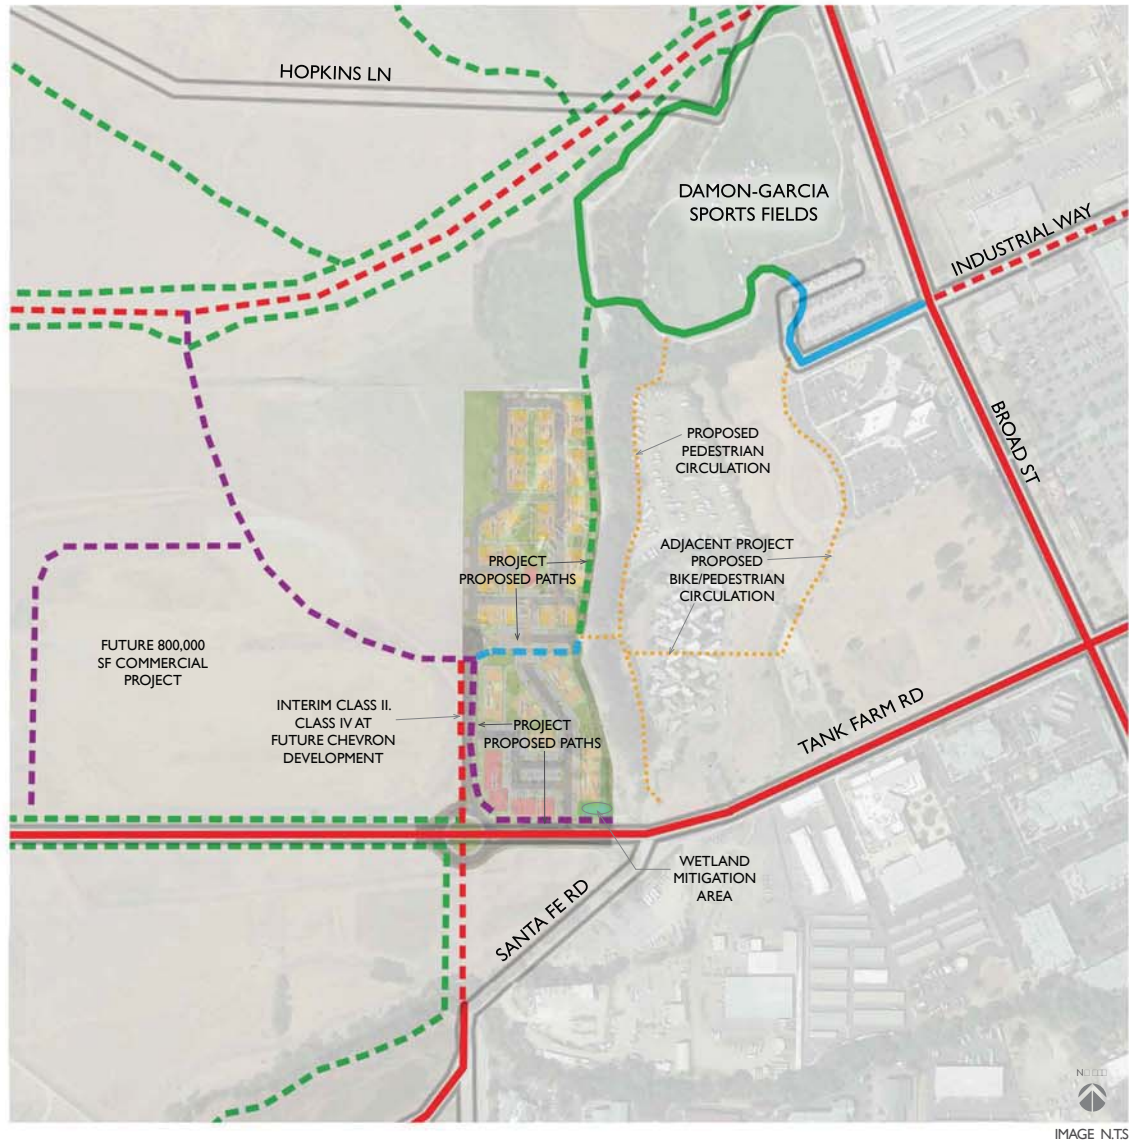 HOPKINS LN
DAMON-GARCIA
SPORTS FIELDS
INDUSTRIAL WAY
BROAD ST
PROPOSED
PEDESTRIAN
CIRCULATION
ADJACENT PROJECT
PROPOSED
BIKE/PEDESTRIAN
CIRCULATION
PROJECT
PROPOSED PATHS
FUTURE 800,000
SF COMMERCIAL
PROJECT
INTERIM CLASS II.
CLASS IV AT
FUTURE CHEVRON
DEVELOPMENT
PROJECT
PROPOSED PATHS
TANK FARM RD
WETLAND
MITIGATION
AREA
SANTA FE RD
N
IMAGE N.T.S